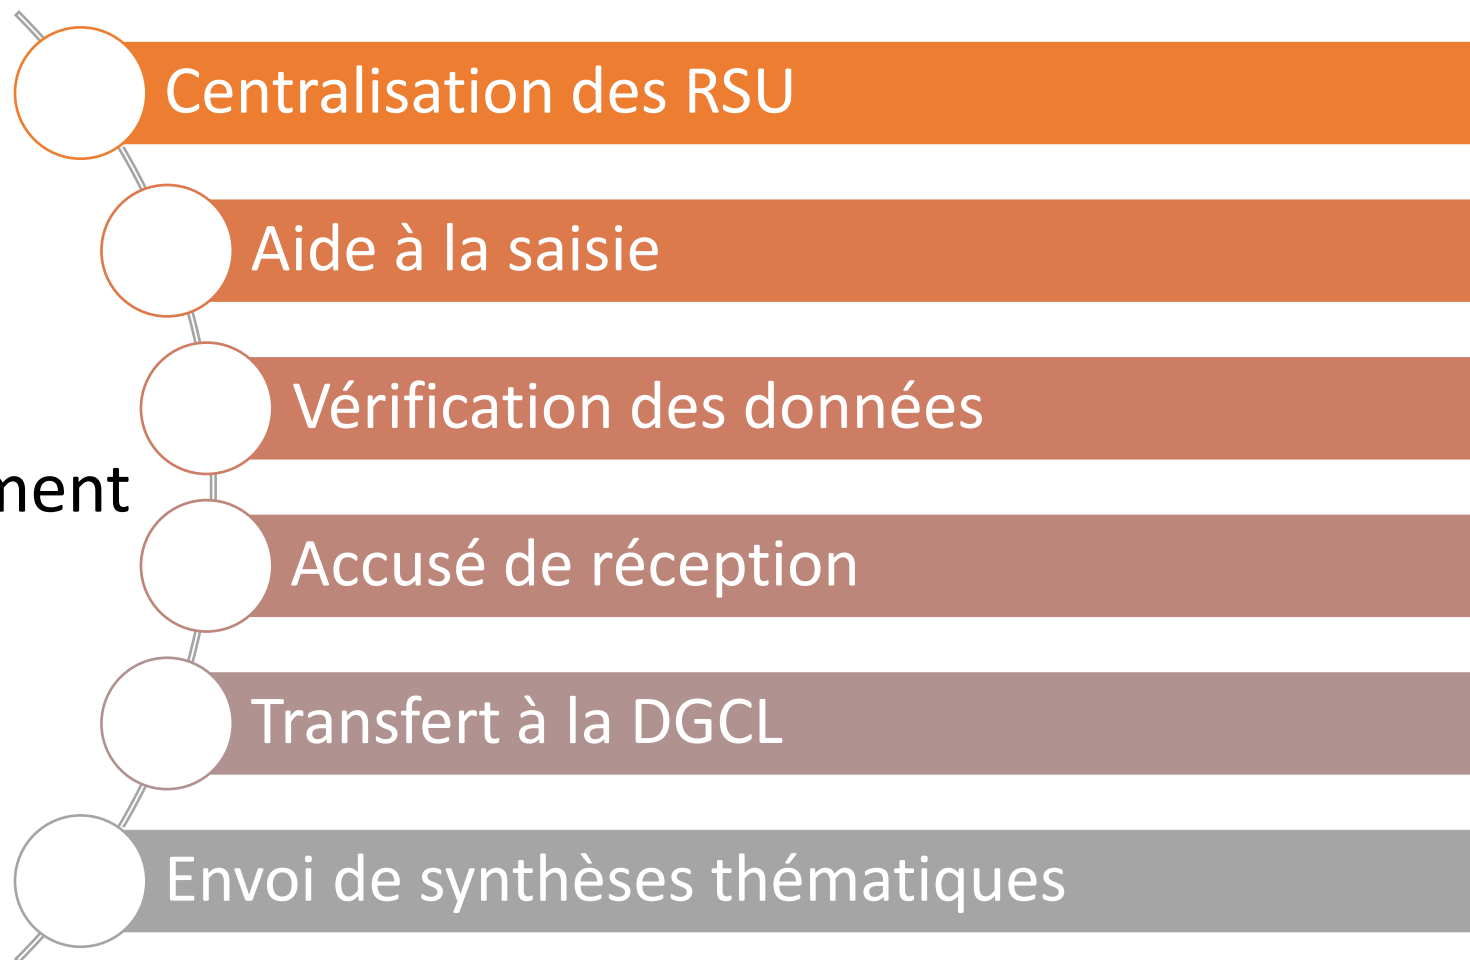 Centralisation des RSU
Aide à la saisie
Vérification des données
ment
Accusé de réception
Transfert à la DGCL
Envoi de synthèses thématiques